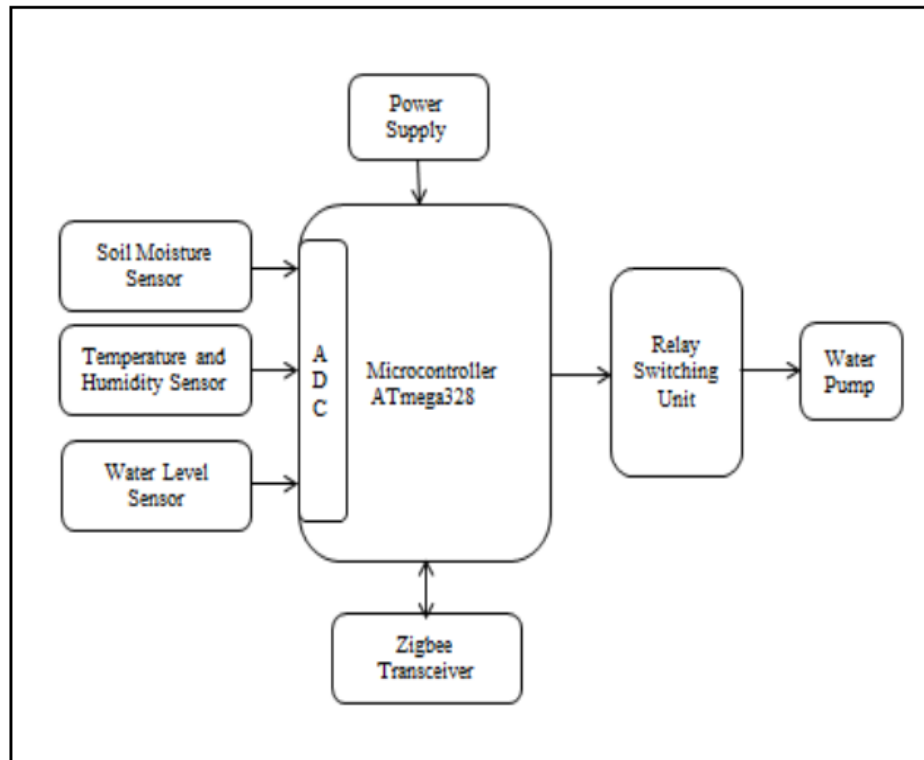 Power
Supply
Soil Moisture
Sensor
Temperature and
Humidity Sensor
Water Level
Sensor
A
D
C
Microcontroller
ATmega328
Relay
Switching
Unit
Water
Pump
Zigbee
Transceiver